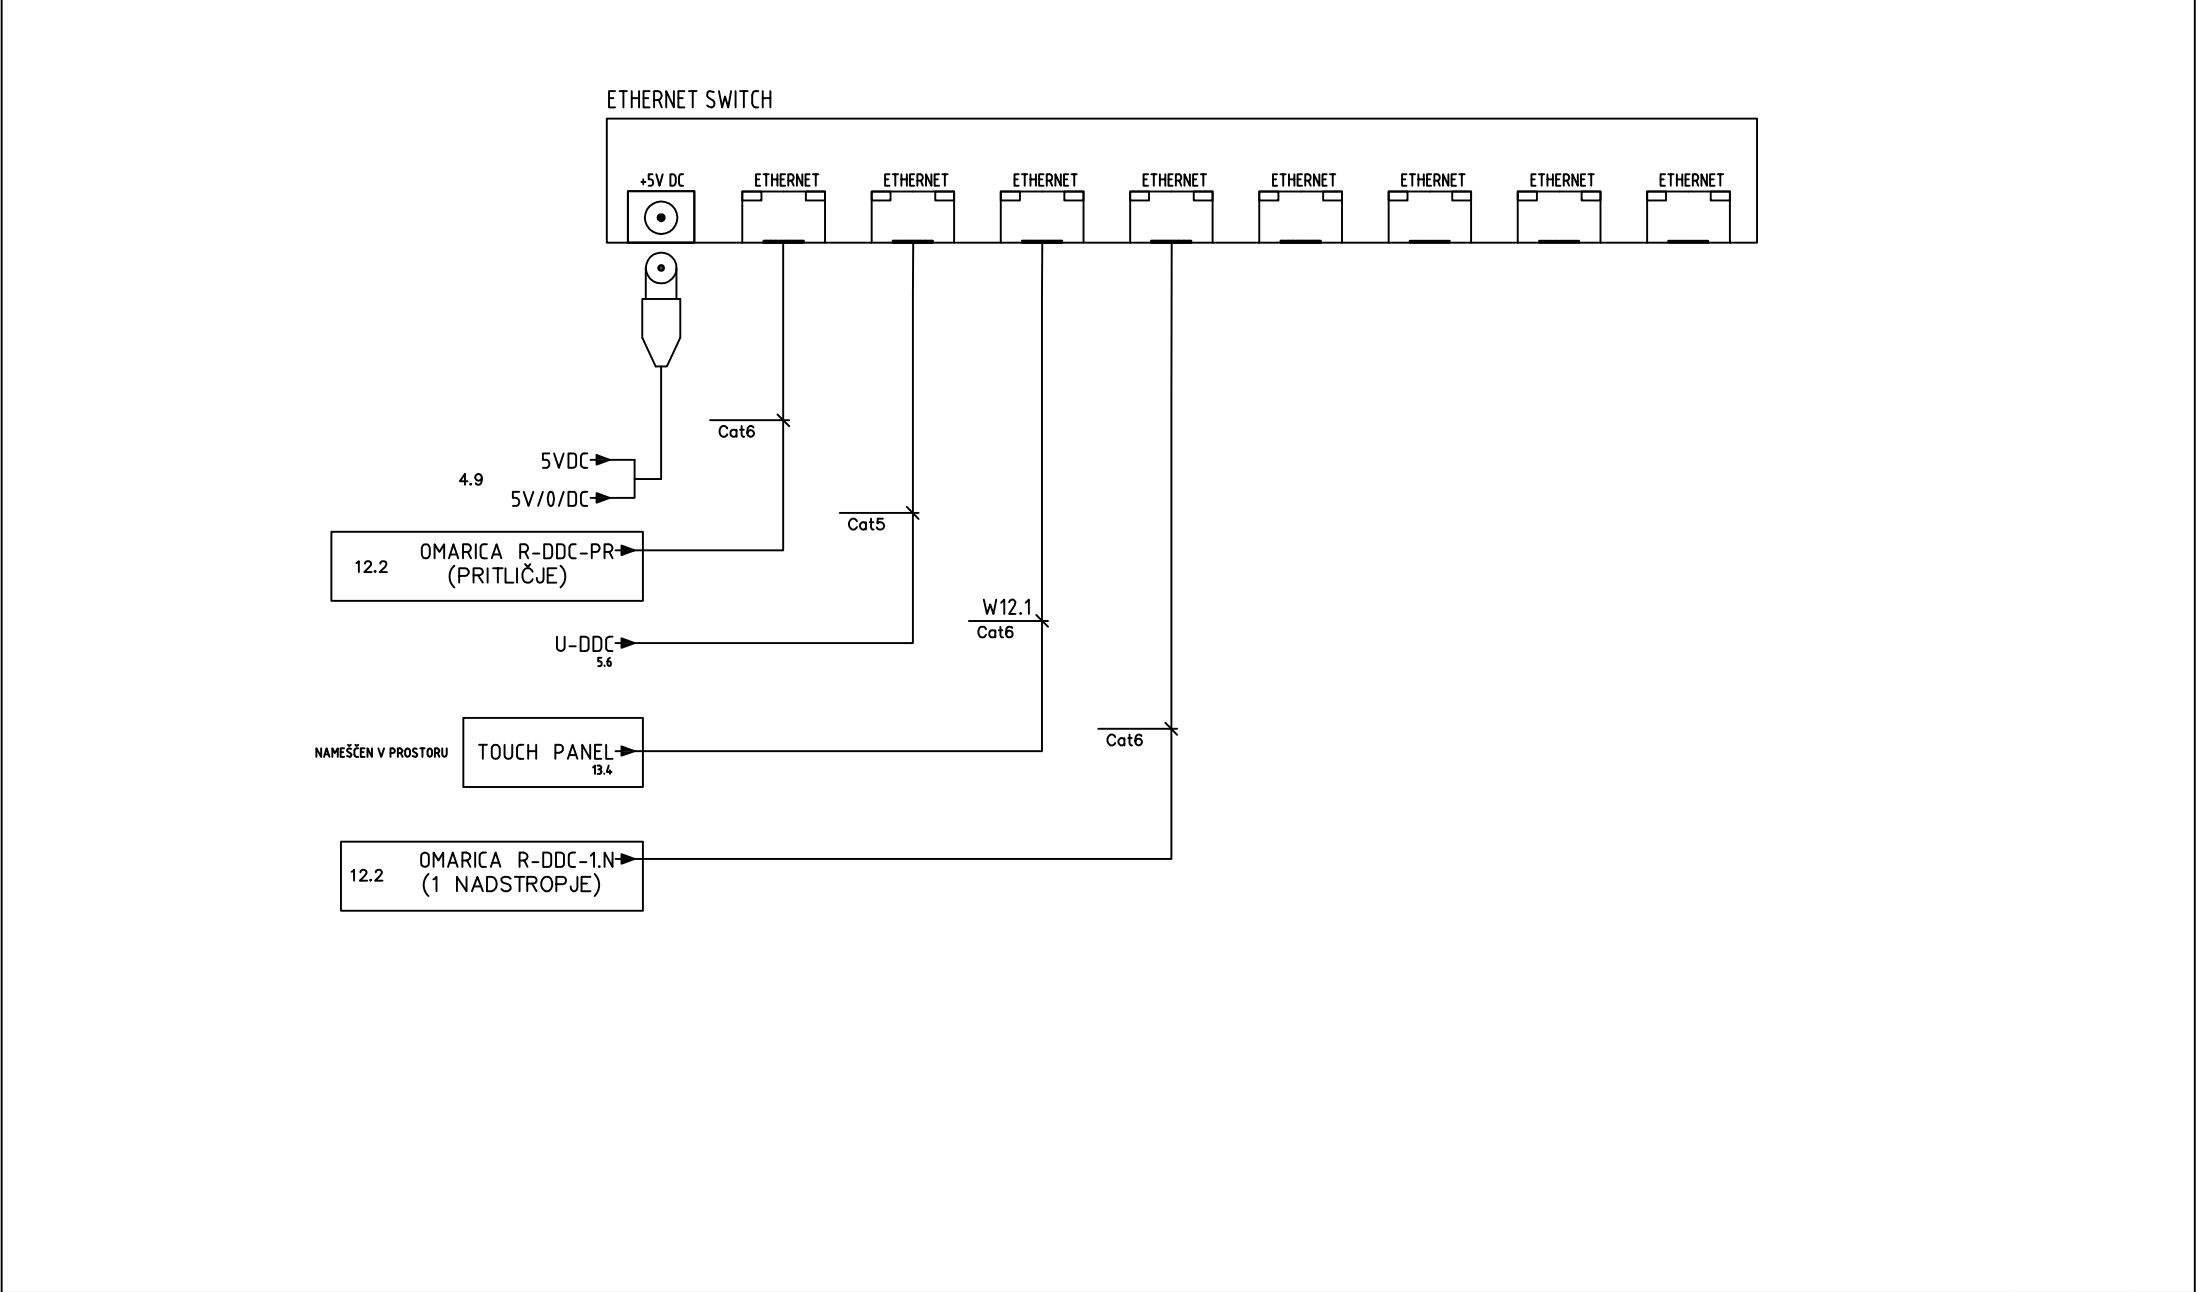 ETHERNET SWITCH
+5V DC
ETHERNET
ETHERNET
ETHERNET
ETHERNET
ETHERNET
ETHERNET
ETHERNET
ETHERNET
Cat6
5VDC
4.9
5V/0/DC
Cat5
OMARICA R-DDC-PR
12.2
(PRITLIČJE)
W12.1
Cat6
U-DDC
5.6
Cat6
NAMEŠČEN V PROSTORU
TOUCH PANEL
13.4
OMARICA R-DDC-1.N
12.2
(1 NADSTROPJE)